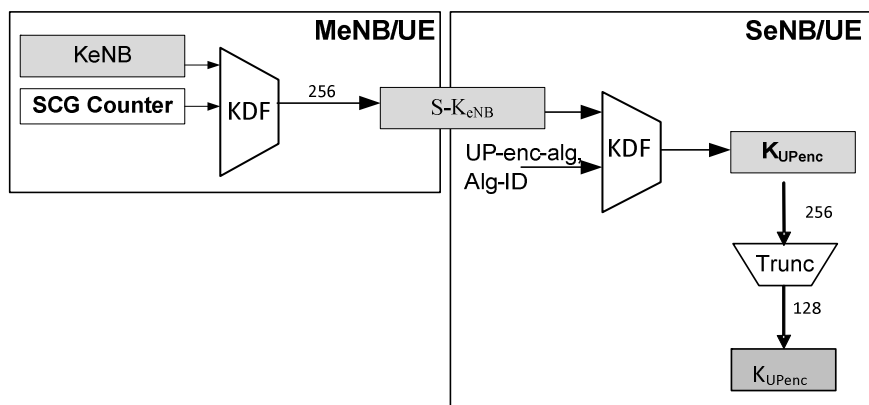 MeNB/UE
KeNB
SCG Counter
KDF
256
S-KeNB
SeNB/UE
UP-enc-alg,
Alg-ID
KDF
KUPenc
256
Trunc
128
KUPenc